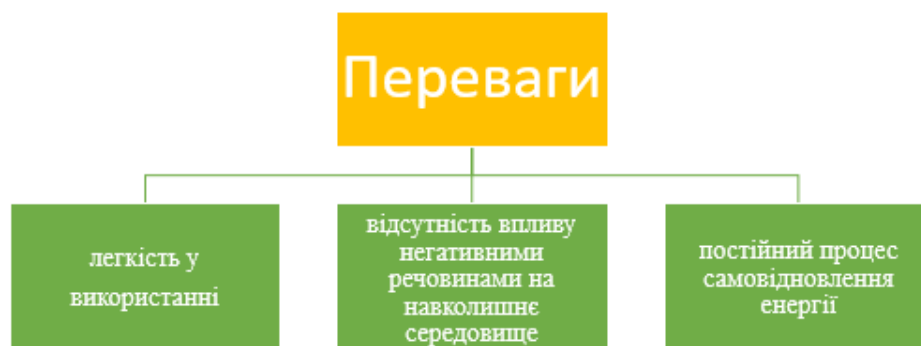 Переваги
легкість у
використанні
відсутність впливу
негативними
речовинами на
навколишнє
середовище
постійний процес
самовідновлення
енергії